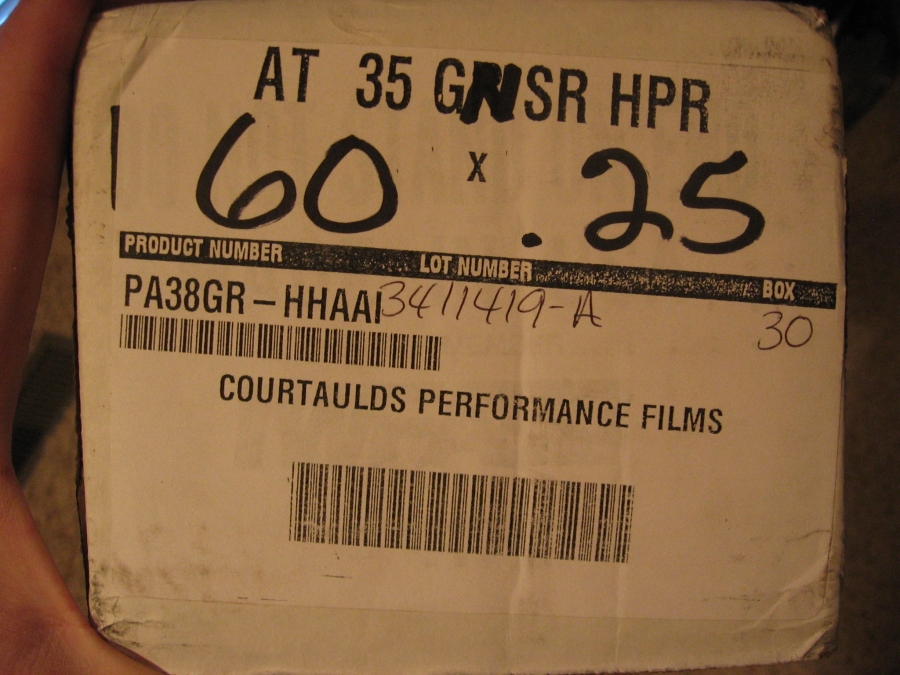 AT 35 GNSR HPR
60 x .25
PRODUCT NUMBER LOT NUMBER BOX
PA38GR-HHAAI 3411419-A 30
COURTAULDS PERFORMANCE FILMS